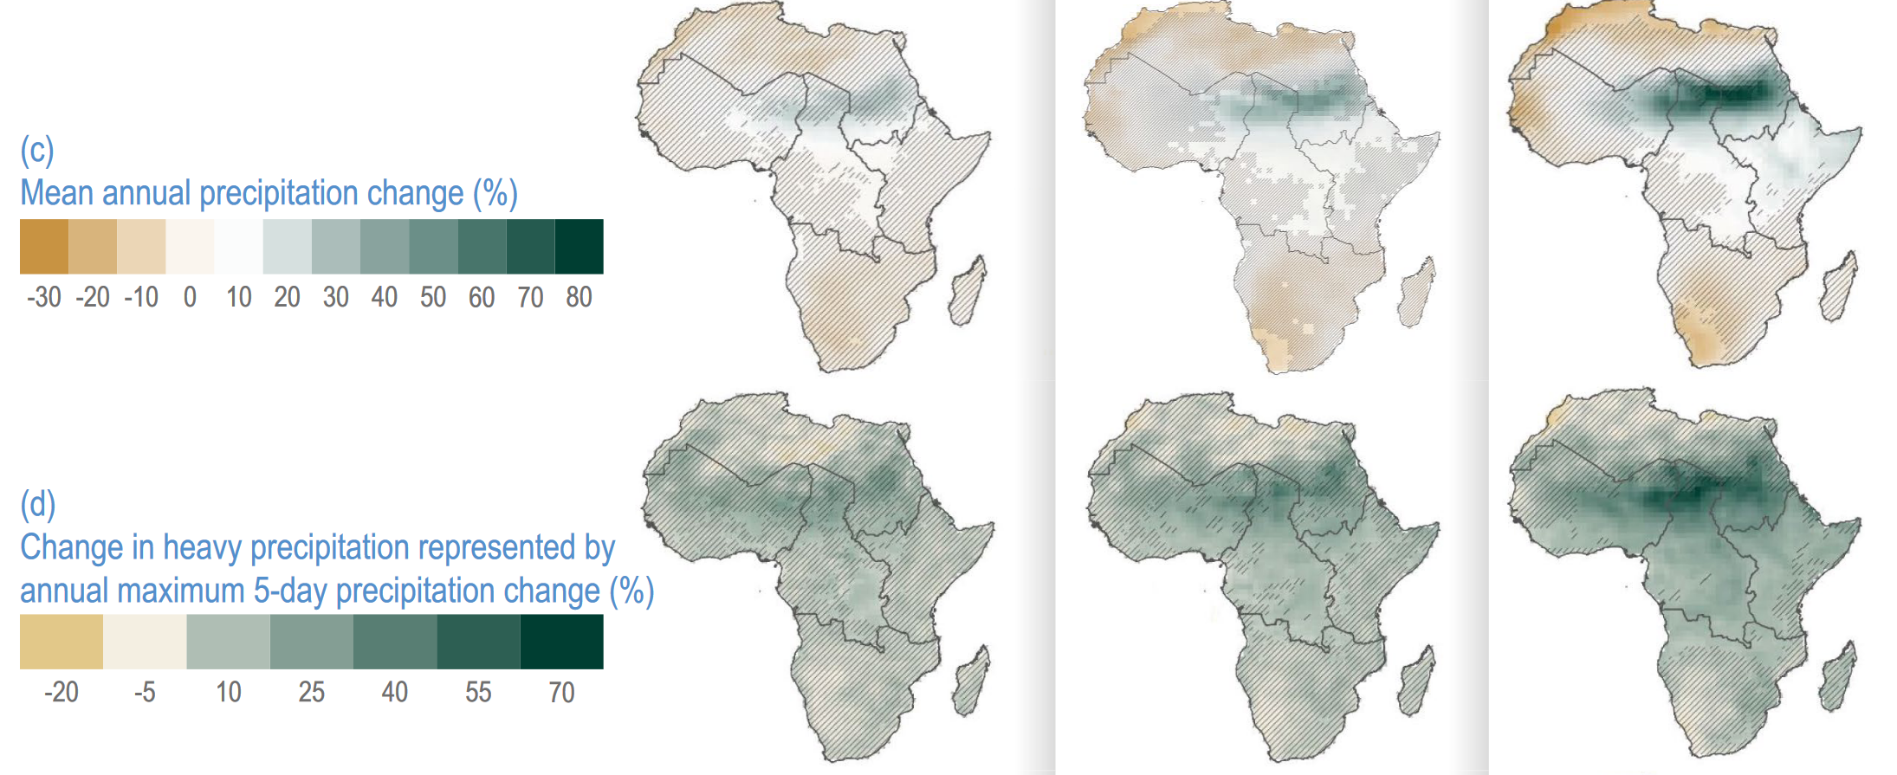 (c)
Mean annual precipitation change (%)
-30 -20 -10 0 10 20 30 40 50 60 70 80
(d)
Change in heavy precipitation represented by
annual maximum 5-day precipitation change (%)
-20 -5 10 25 40 55 70